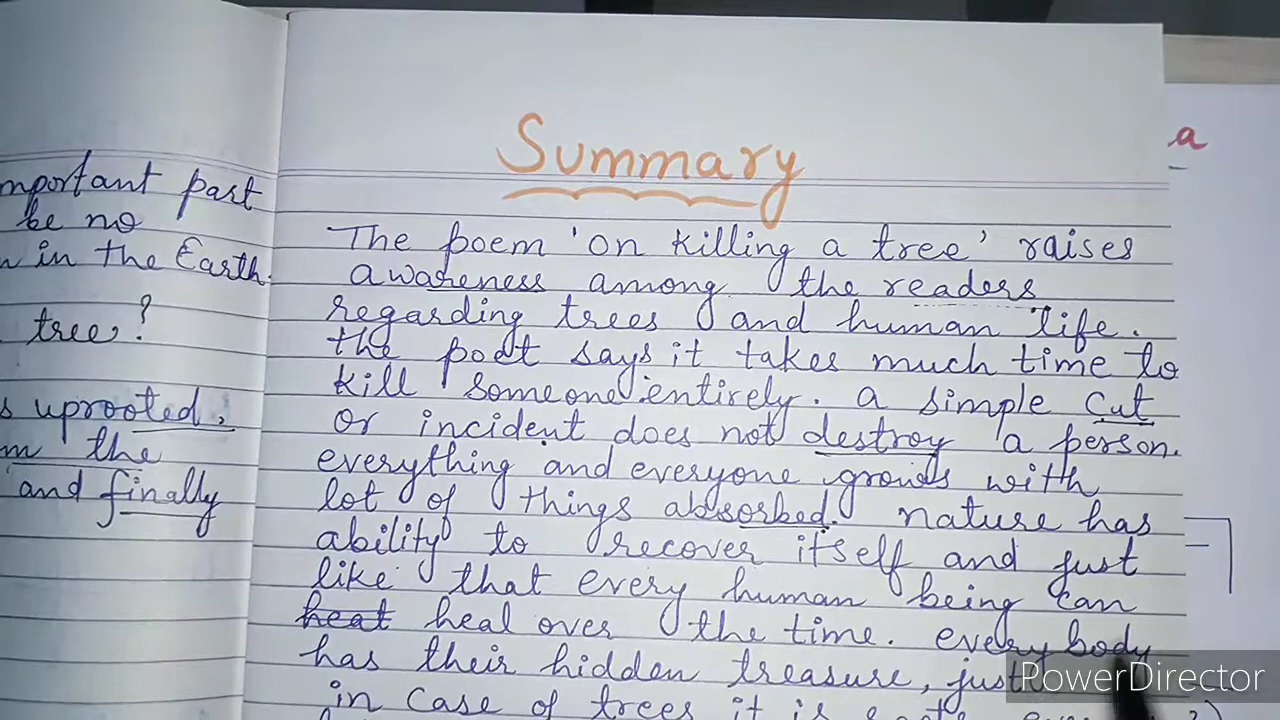 mportant part
be no
in the Earth.
tree?
s uprooted,
m the
and finally
Summary
The poem 'on killing a tree' raises
awareness among the readers
regarding trees and human life.
the poet says it takes much time to
kill someone entirely. a simple cut
or incident does not destroy a person.
everything and everyone grows with
lot of things absorbed. nature has
ability to recover itself and just
like that every human being can
heat heal over the time. every body
has their hidden treasure, just
in case of trees it is
a
PowerDirector